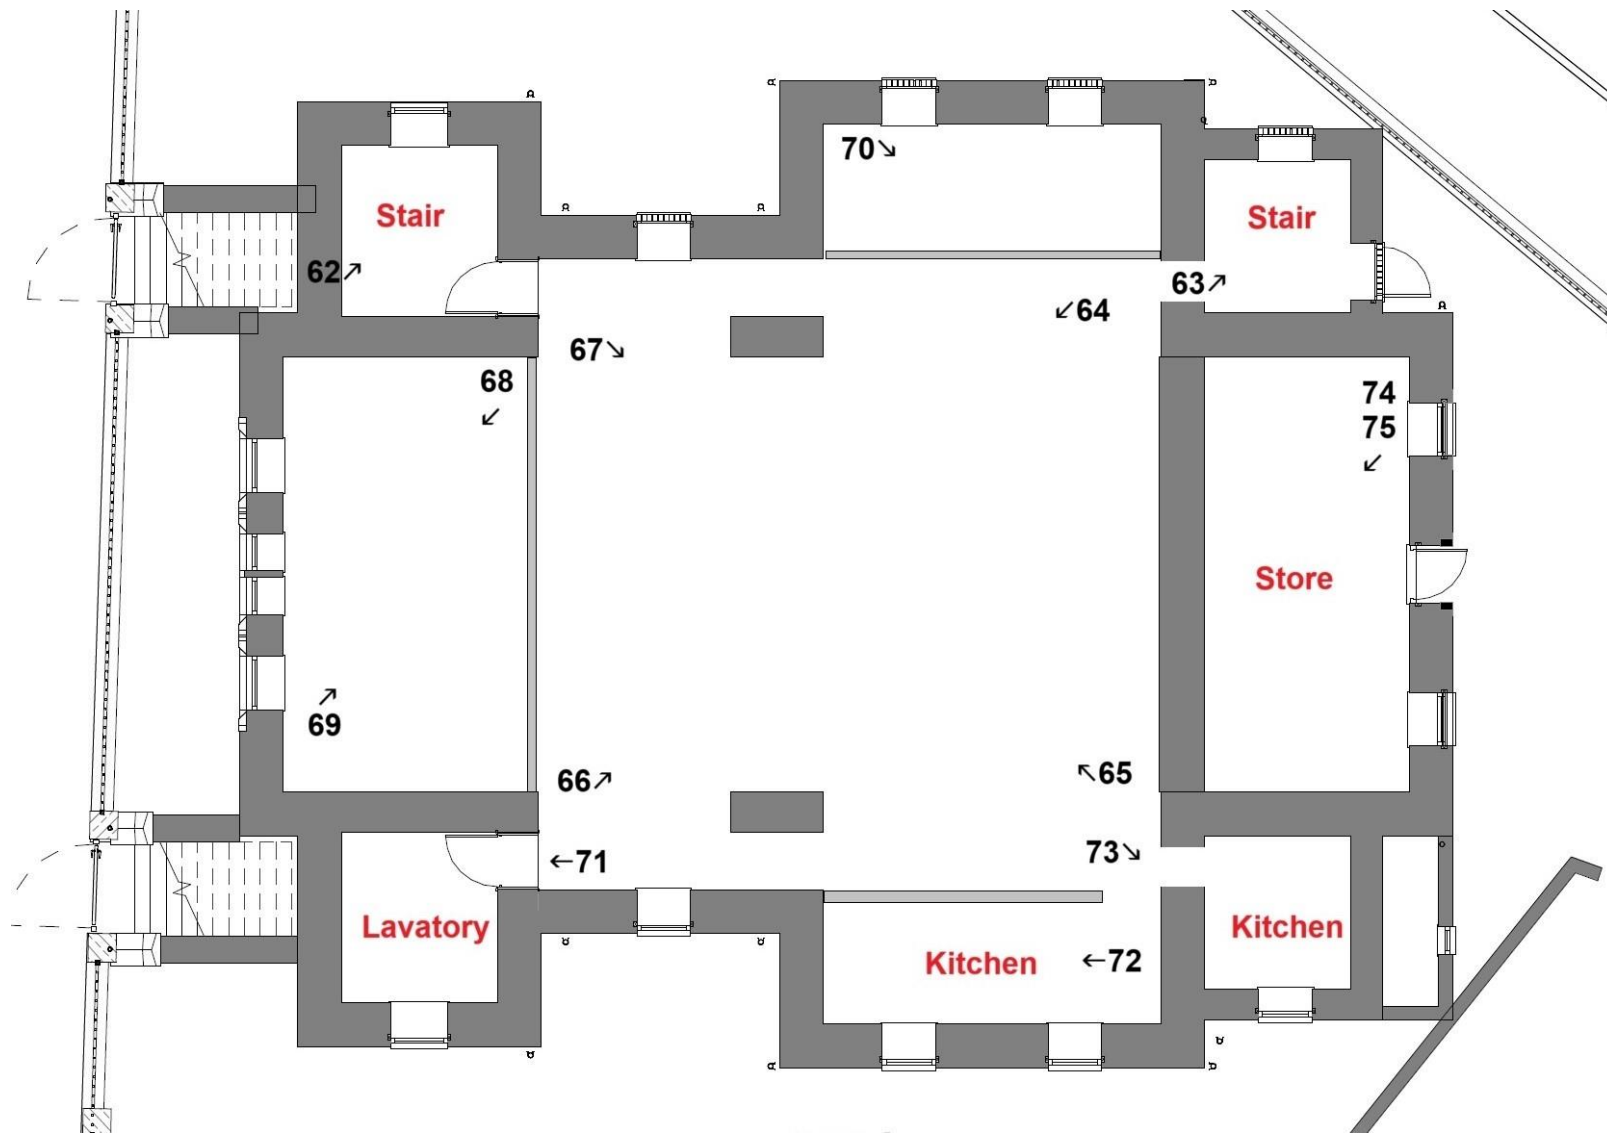 70↘
Stair
Stair
62↗
63↗
↙64
67↘
68
↙
74
75
↙
Store
↗
69
66↗
↖65
←71
73↘
Lavatory
Kitchen
Kitchen
←72